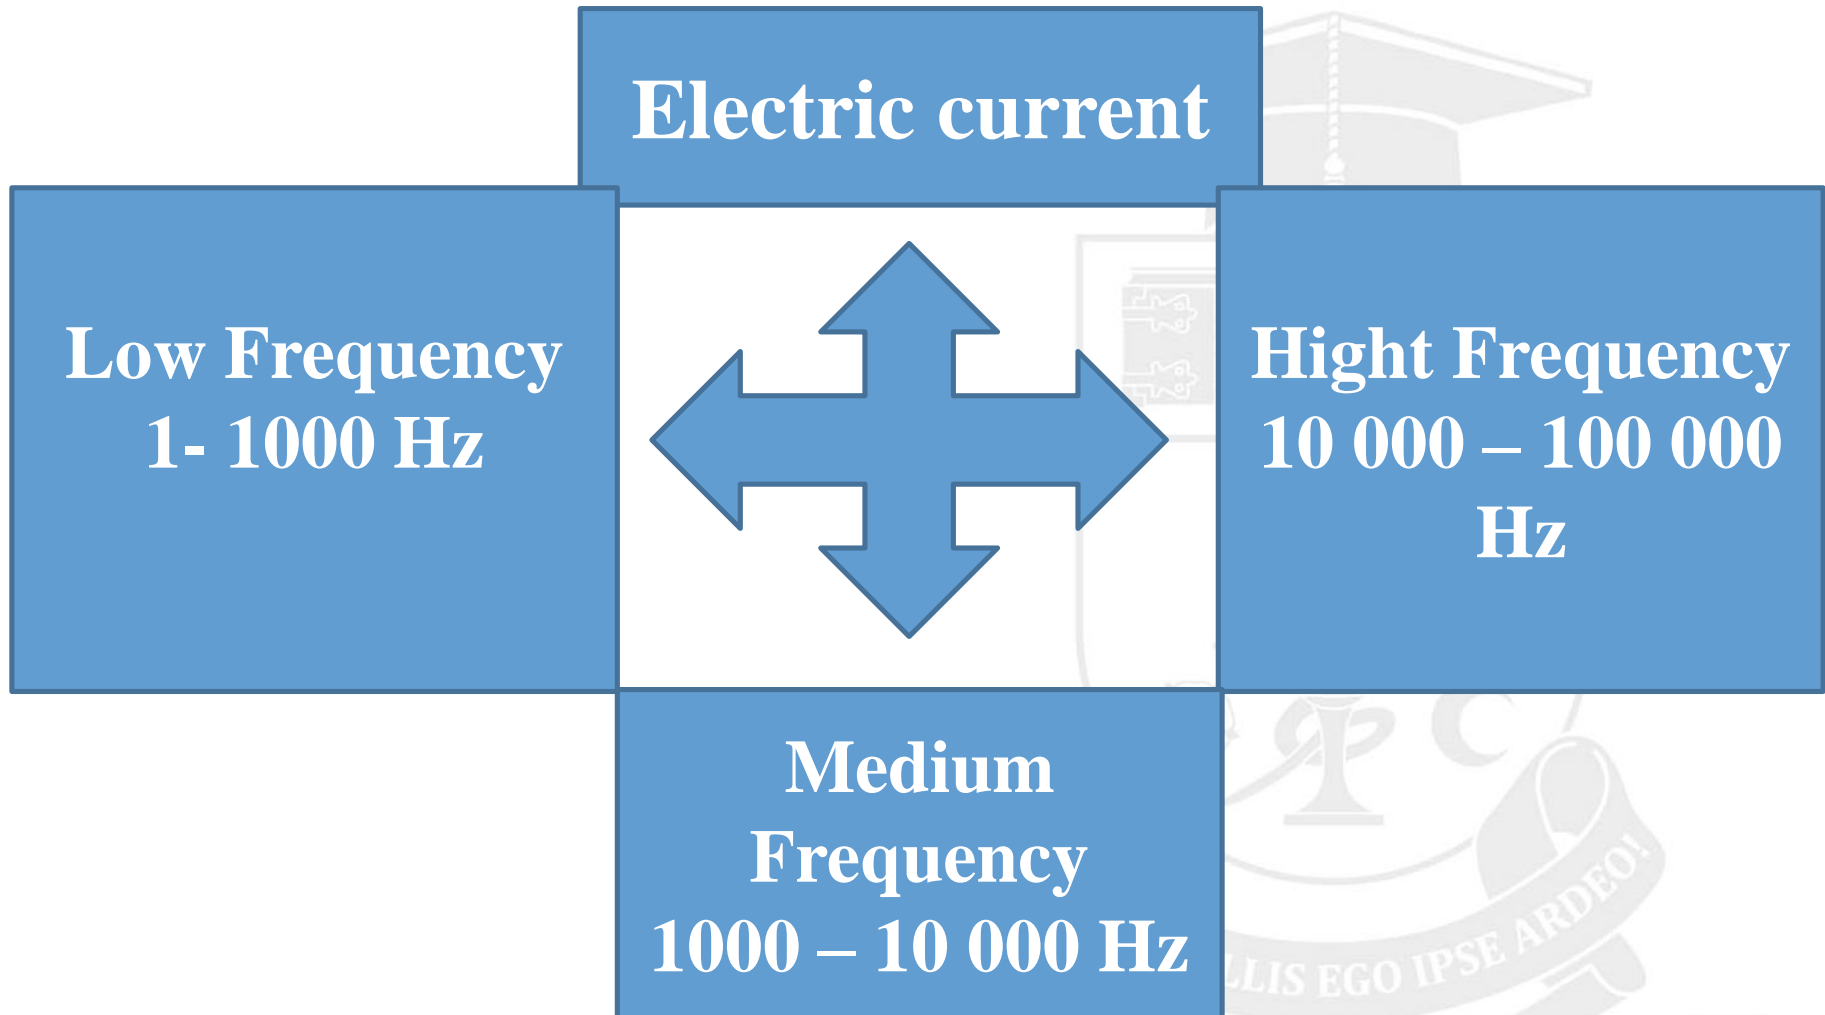 Electric current
Low Frequency
1- 1000 Hz
Hight Frequency
10 000 – 100 000
Hz
Medium
Frequency
1000 – 10 000 Hz
LLIS EGO IPSE ARDEO!